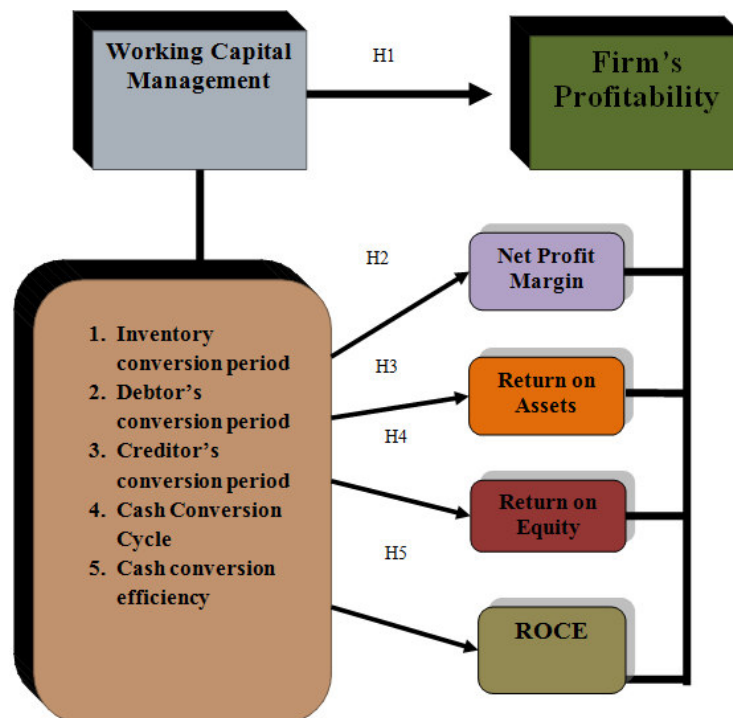 Working Capital
Management
H1
Firm's
Profitability
H2
Net Profit
Margin
1. Inventory
conversion period
2. Debtor's
conversion period
3. Creditor's
conversion period
4. Cash Conversion
Cycle
5. Cash conversion
efficiency
H3
Return on
Assets
H4
Return on
Equity
H5
ROCE